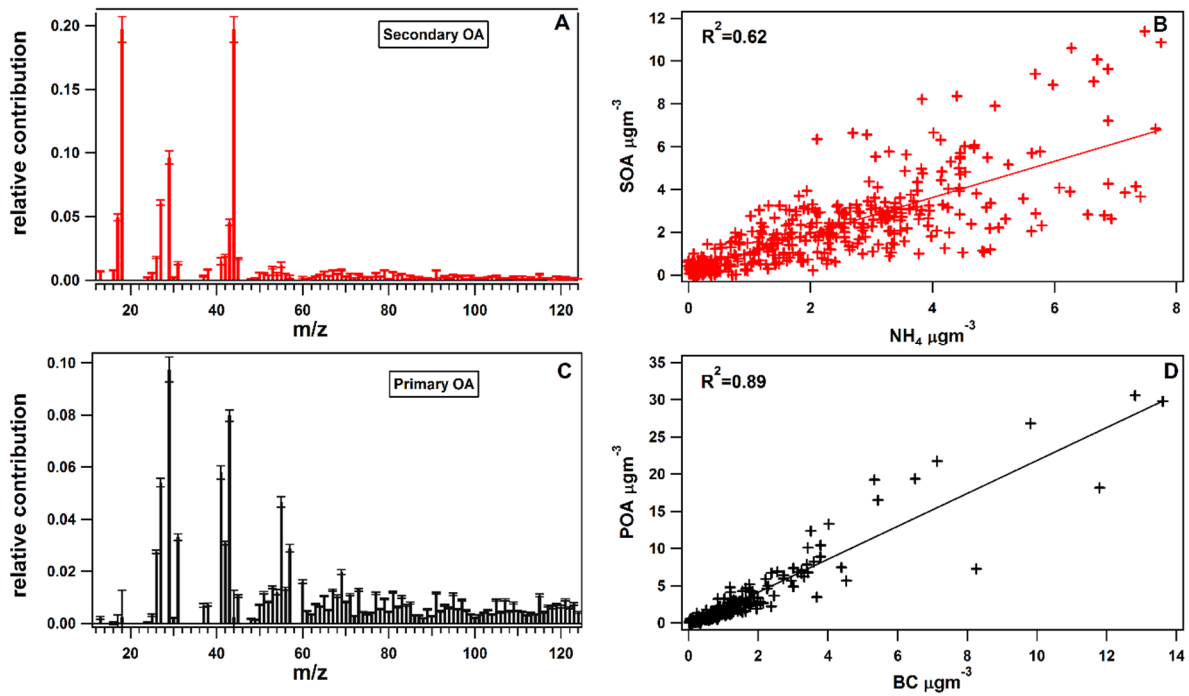 A
Secondary OA
relative contribution
0.20
0.15
0.10
0.05
0.00
20 40 60 80 100 120
m/z
B
R²=0.62
SOA µgm⁻³
12
10
8
6
4
2
0
0 2 4 6 8
NH₄ µgm⁻³
C
Primary OA
relative contribution
0.10
0.08
0.06
0.04
0.02
0.00
20 40 60 80 100 120
m/z
D
R²=0.89
POA µgm⁻³
35
30
25
20
15
10
5
0
0 2 4 6 8 10 12 14
BC µgm⁻³